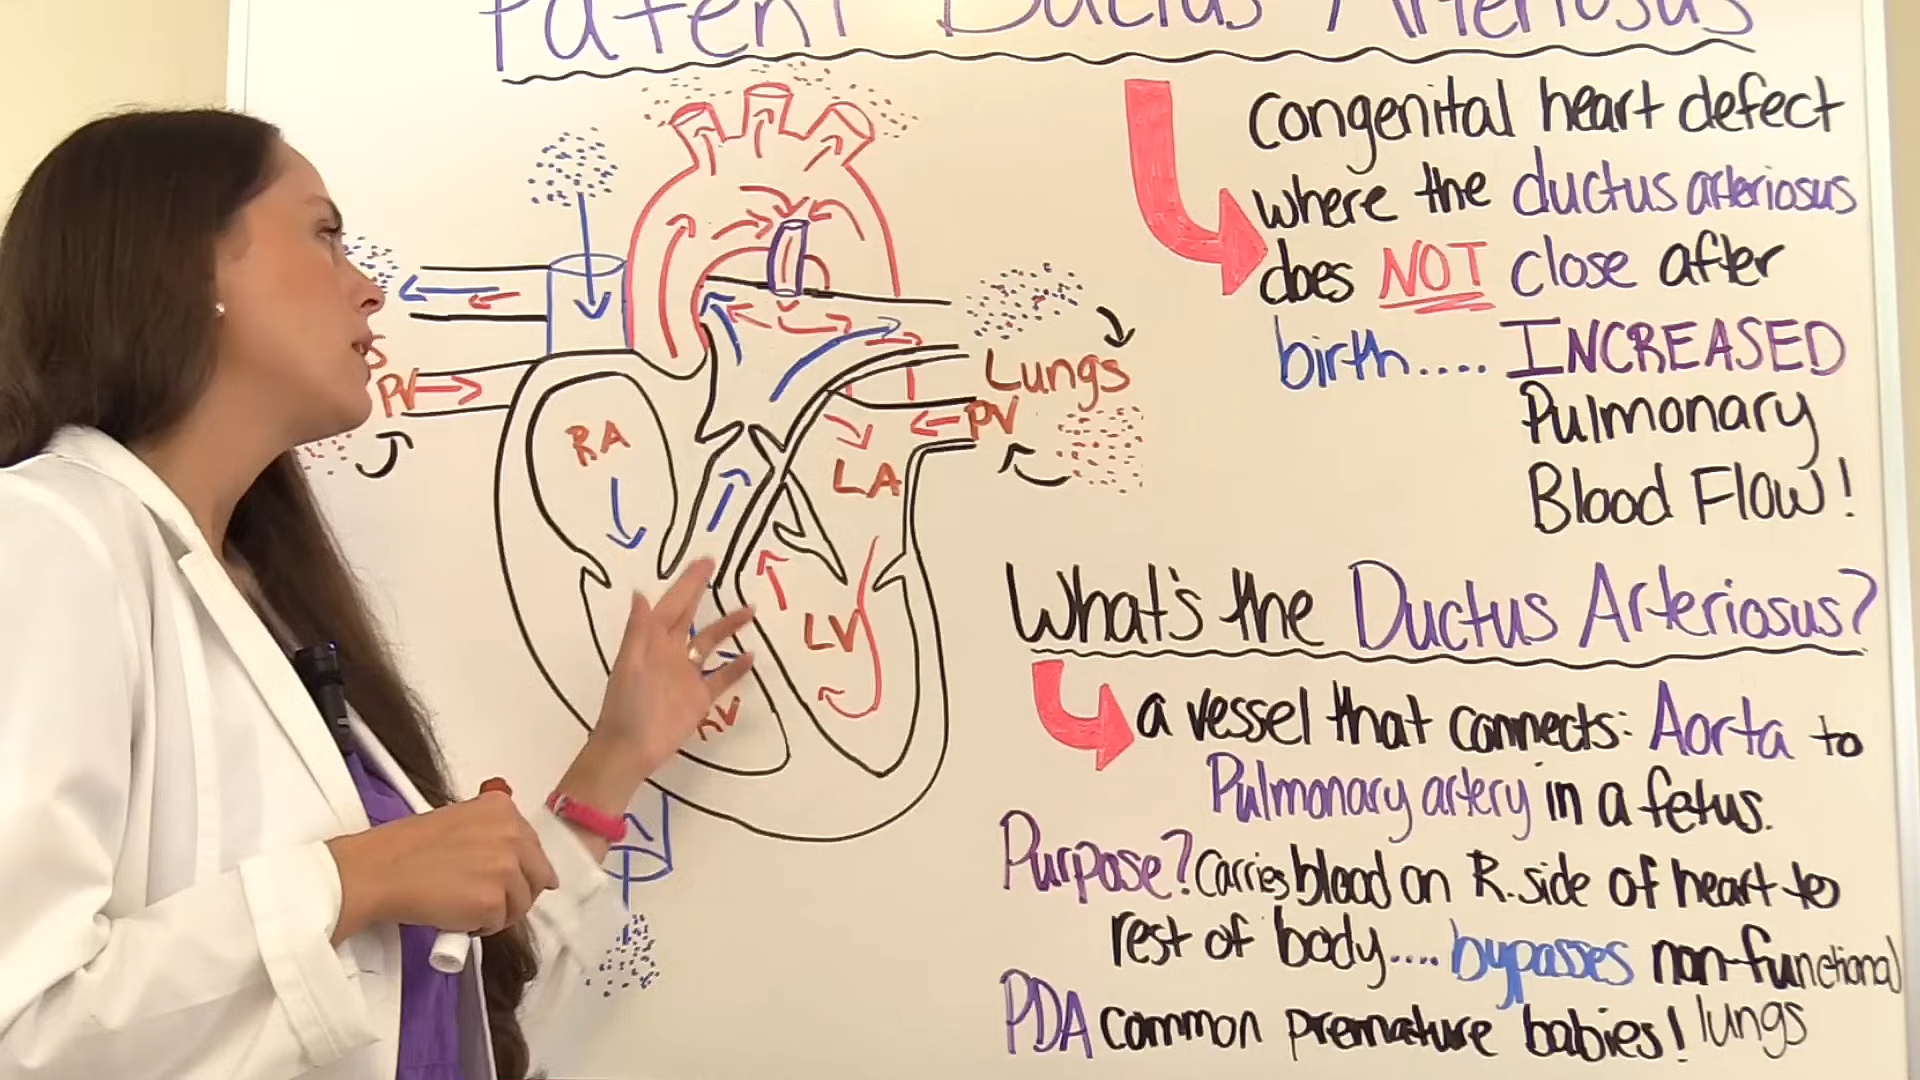 Patent Ductus Arteriosus
congenital heart defect
where the ductus arteriosus
does NOT close after
birth..... INCREASED
Pulmonary
Blood Flow!
S
PV
Lungs
PV
RA
LA
LV
RV
What's the Ductus Arteriosus?
a vessel that connects: Aorta to
Pulmonary artery in a fetus.
Purpose? Carries blood on R. side of heart to
rest of body.... bypasses non-functional
lungs
PDA common premature babies!